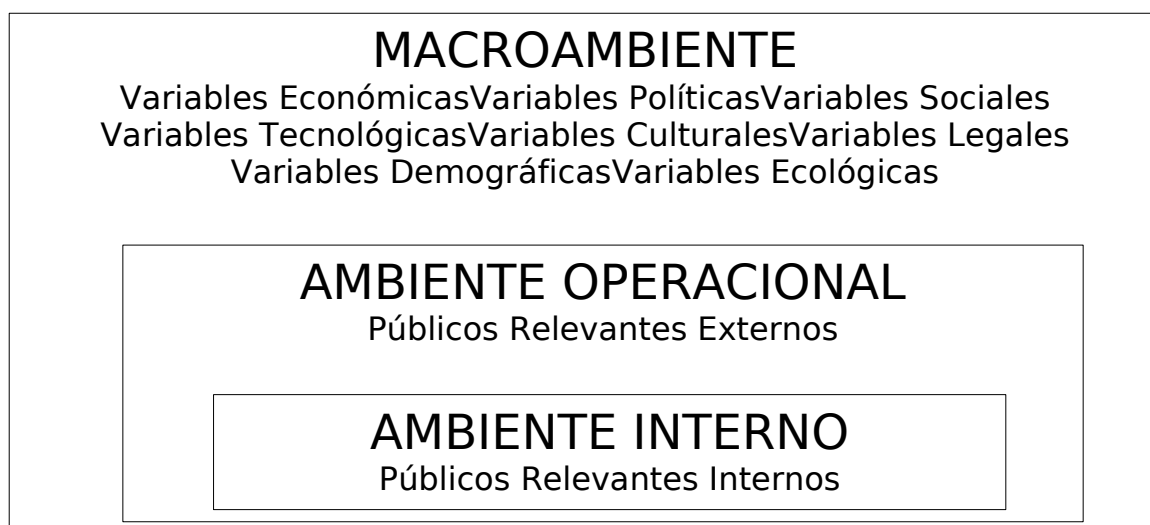 MACROAMBIENTE
Variables EconómicasVariables PolíticasVariables Sociales
Variables TecnológicasVariables CulturalesVariables Legales
Variables DemográficasVariables Ecológicas
AMBIENTE OPERACIONAL
Públicos Relevantes Externos
AMBIENTE INTERNO
Públicos Relevantes Internos